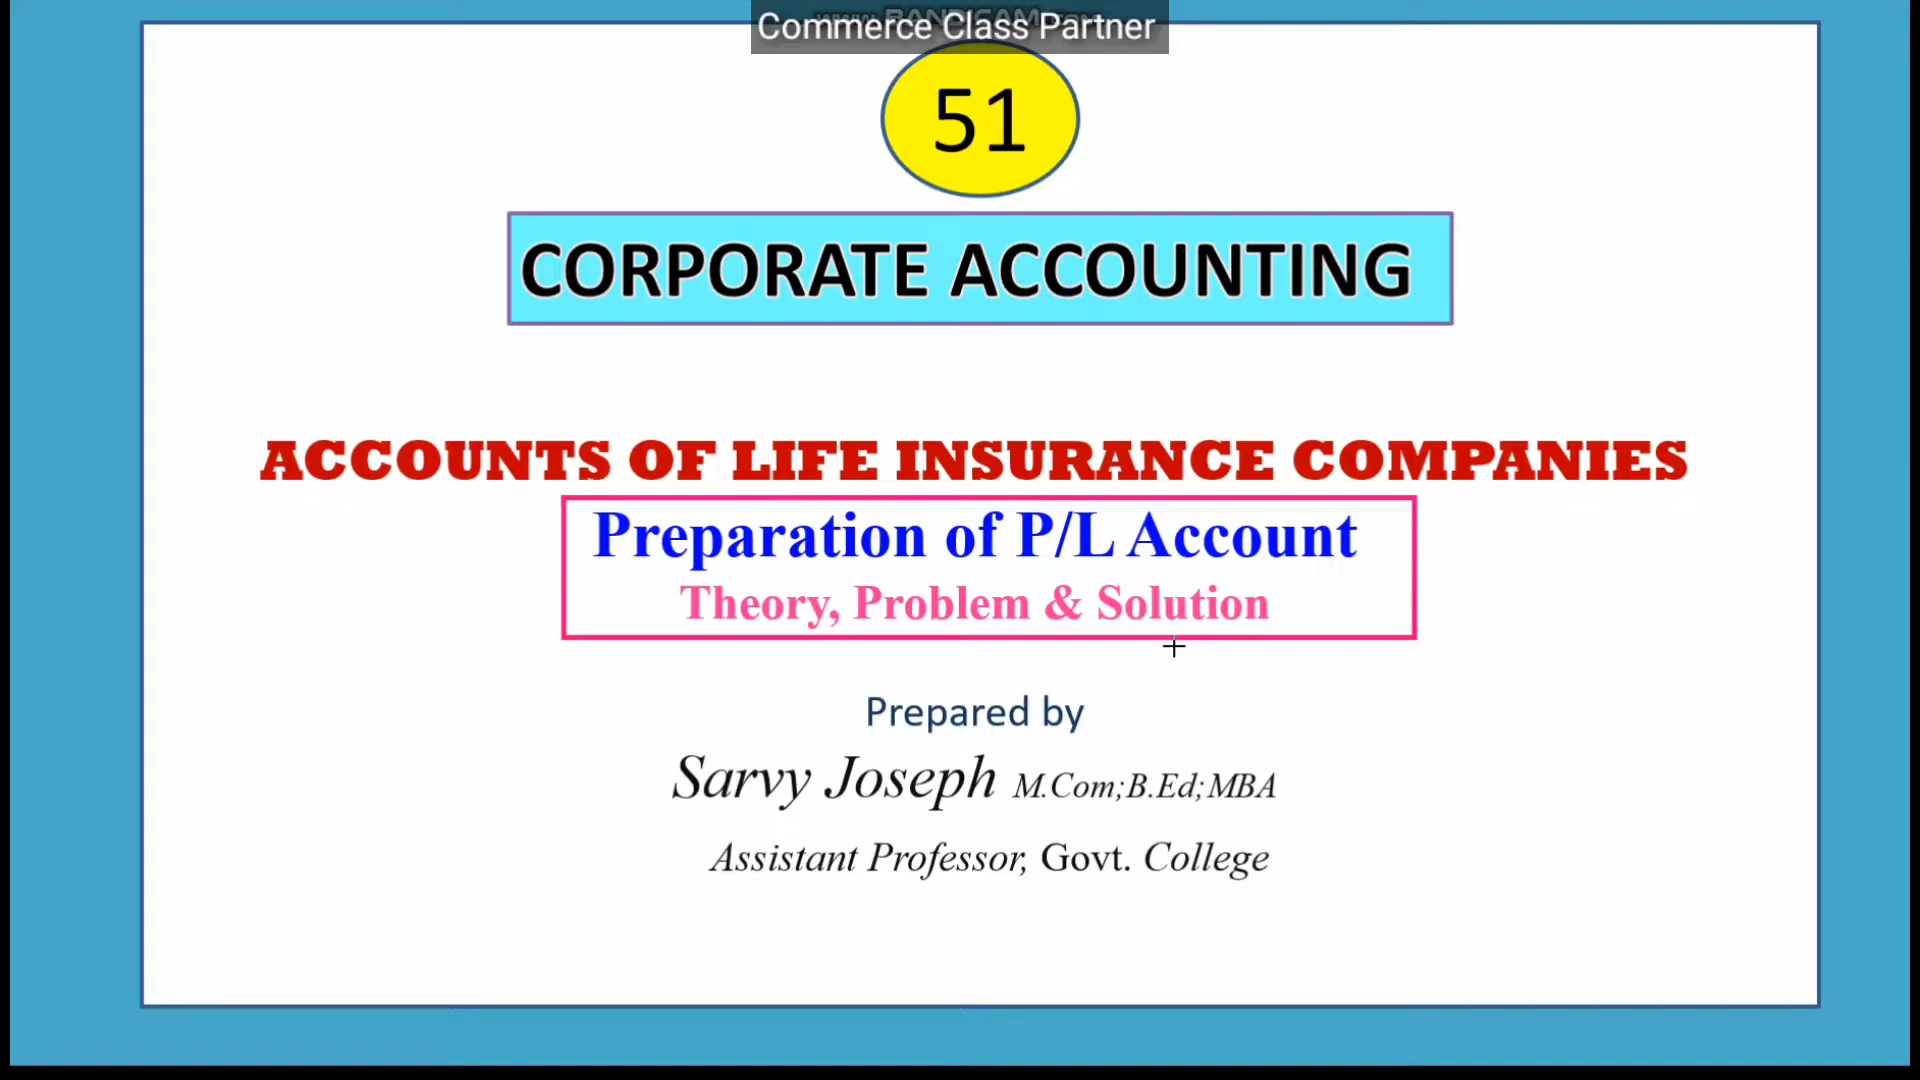 Commerce Class Partner
51
CORPORATE ACCOUNTING
ACCOUNTS OF LIFE INSURANCE COMPANIES
Preparation of P/L Account
Theory, Problem & Solution
Prepared by
Sarvy Joseph M.Com;B.Ed;MBA
Assistant Professor, Govt. College